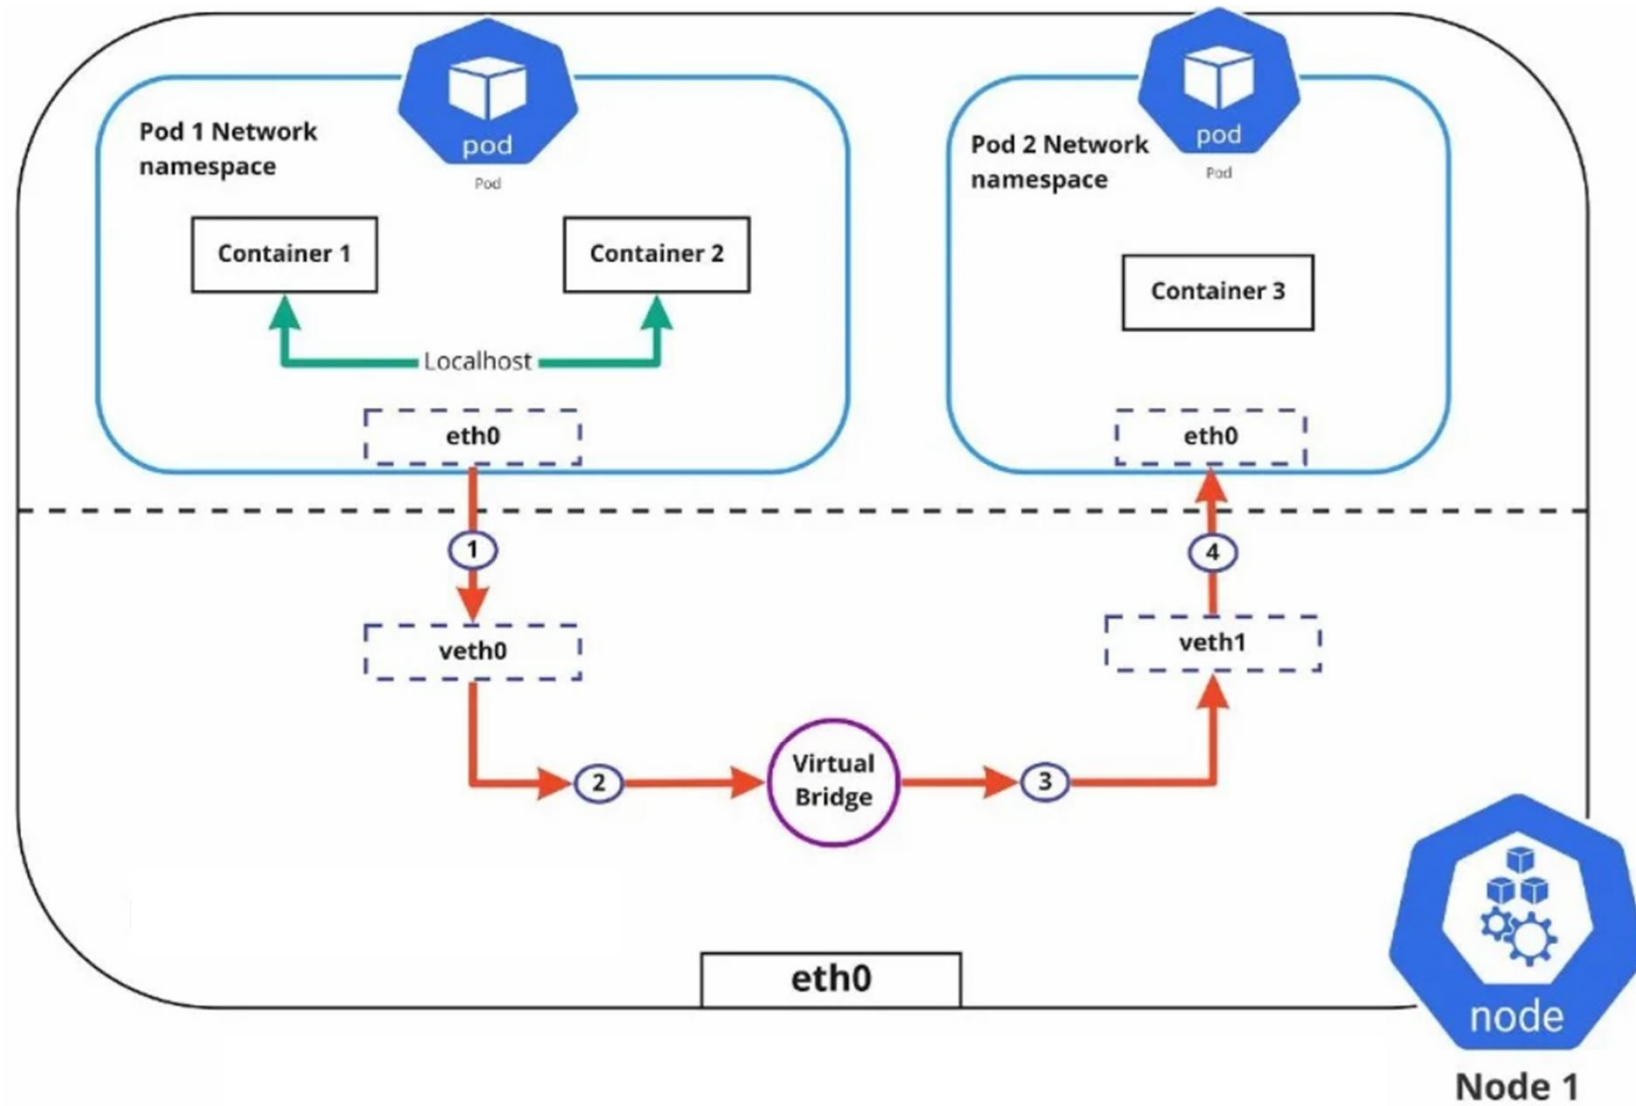 pod
Pod
Pod 1 Network
namespace
Container 1
Container 2
Localhost
eth0
pod
Pod
Pod 2 Network
namespace
Container 3
eth0
1
4
veth0
veth1
2
Virtual
Bridge
3
eth0
node
Node 1